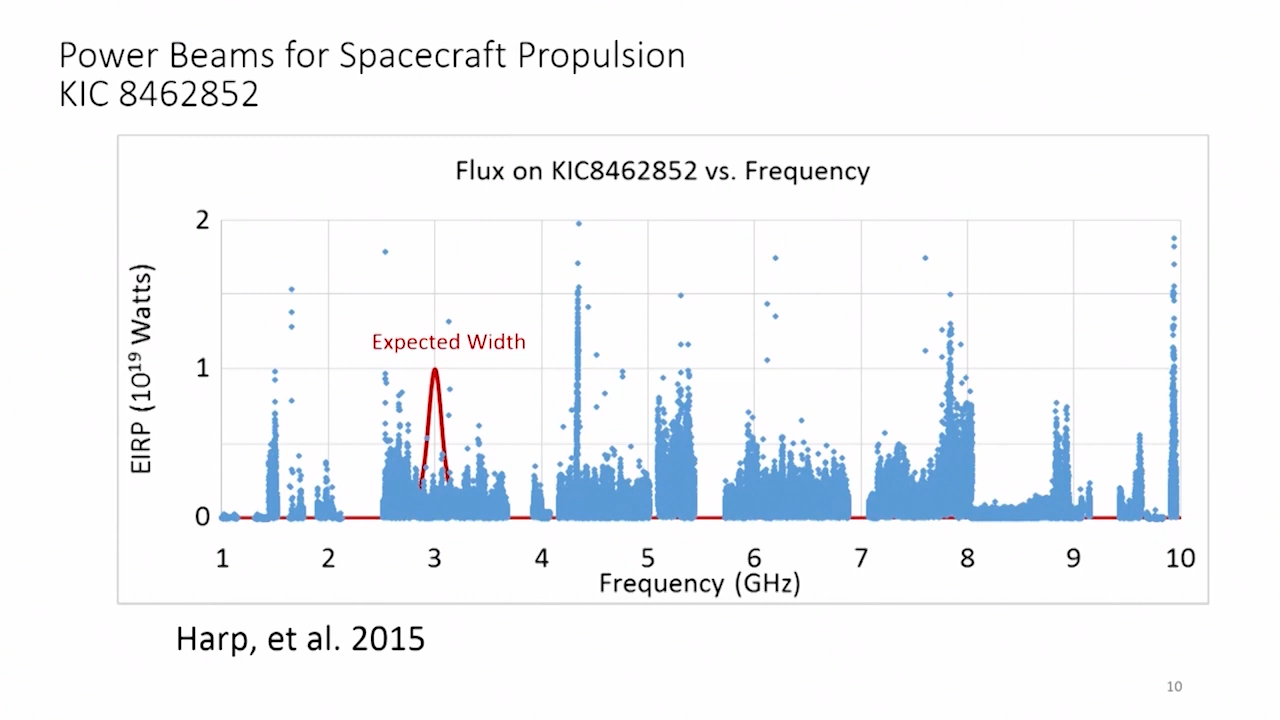 Power Beams for Spacecraft Propulsion
KIC 8462852
Flux on KIC8462852 vs. Frequency
EIRP (10¹⁹ Watts)
2
1
0
Expected Width
1 2 3 4 5 6 7 8 9 10
Frequency (GHz)
Harp, et al. 2015
10